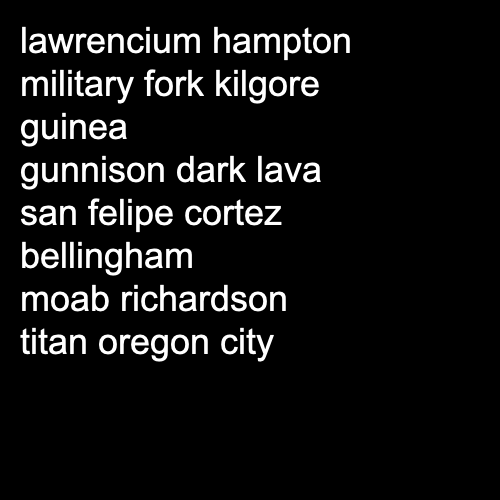 lawrencium hampton
military fork kilgore
guinea
gunnison dark lava
san felipe cortez
bellingham
moab richardson
titan oregon city